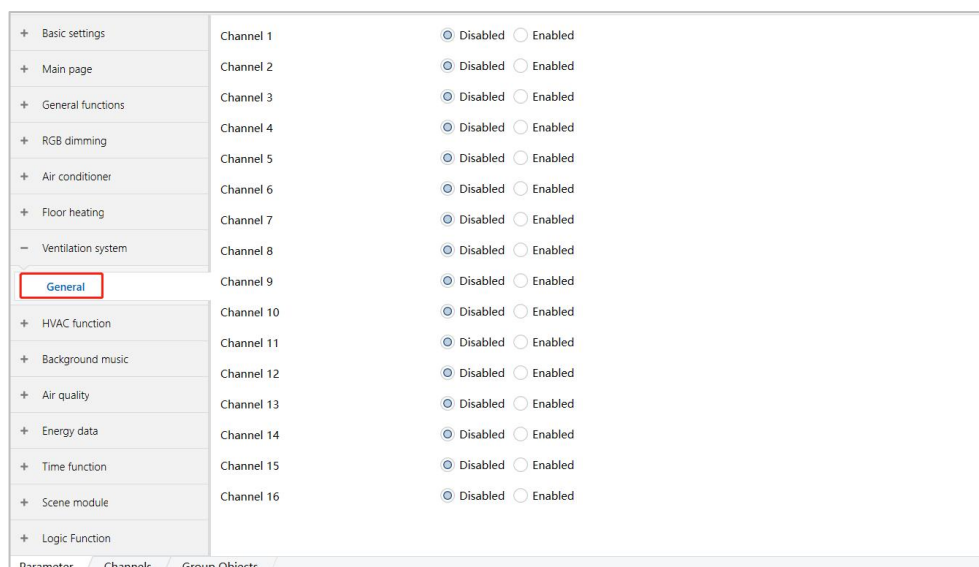 + Basic settings
+ Main page
+ General functions
+ RGB dimming
+ Air conditioner
+ Floor heating
− Ventilation system
General
+ HVAC function
+ Background music
+ Air quality
+ Energy data
+ Time function
+ Scene module
+ Logic Function
Channel 1 Disabled Enabled
Channel 2 Disabled Enabled
Channel 3 Disabled Enabled
Channel 4 Disabled Enabled
Channel 5 Disabled Enabled
Channel 6 Disabled Enabled
Channel 7 Disabled Enabled
Channel 8 Disabled Enabled
Channel 9 Disabled Enabled
Channel 10 Disabled Enabled
Channel 11 Disabled Enabled
Channel 12 Disabled Enabled
Channel 13 Disabled Enabled
Channel 14 Disabled Enabled
Channel 15 Disabled Enabled
Channel 16 Disabled Enabled
Parameter Channels Group Objects